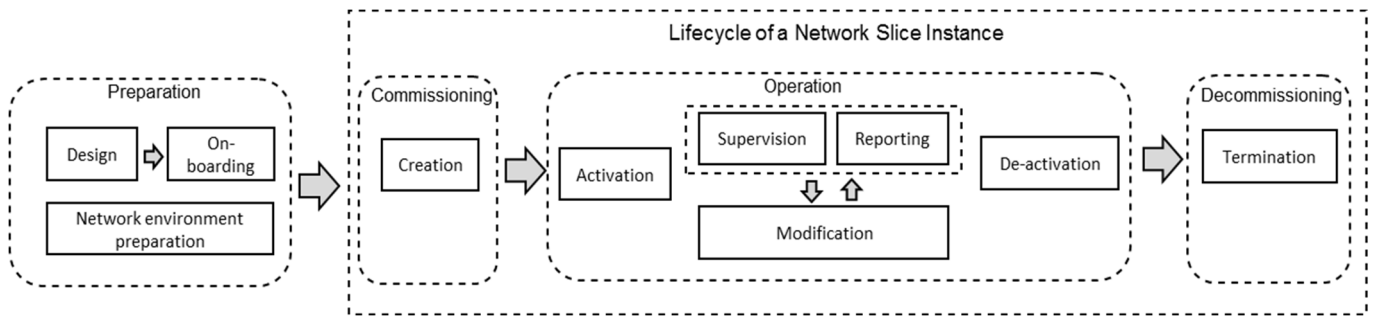 Lifecycle of a Network Slice Instance
Preparation
Design
On-
boarding
Network environment
preparation
Commissioning
Creation
Operation
Activation
Supervision
Reporting
Modification
De-activation
Decommissioning
Termination